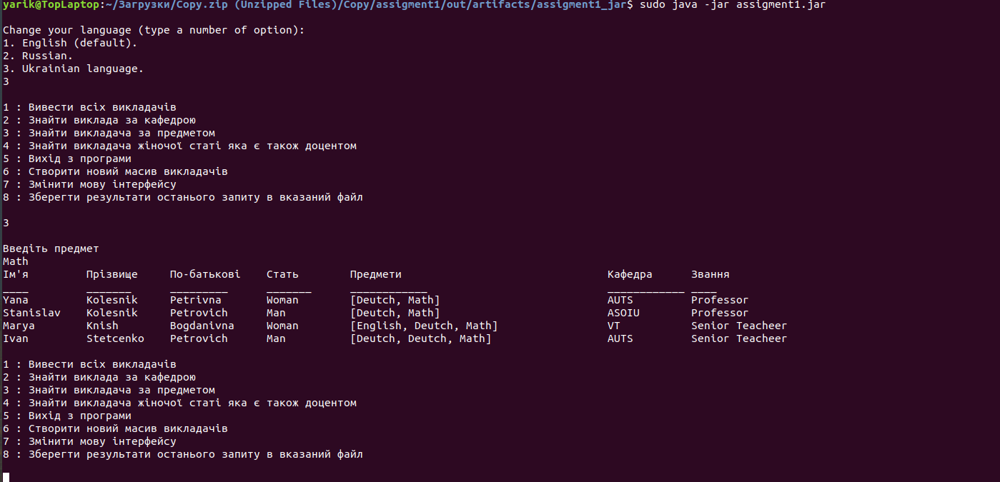 yarik@TopLaptop:~/Загрузки/Copy.zip (Unzipped Files)/Copy/assigment1/out/artifacts/assigment1_jar$ sudo java -jar assigment1.jar
Change your language (type a number of option):
1. English (default).
2. Russian.
3. Ukrainian language.
3
1 : Вивести всіх викладачів
2 : Знайти виклада за кафедрою
3 : Знайти викладача за предметом
4 : Знайти викладача жіночої статі яка є також доцентом
5 : Вихід з програми
6 : Створити новий масив викладачів
7 : Змінити мову інтерфейсу
8 : Зберегти результати останього запиту в вказаний файл
3
Введіть предмет
Math
Ім'я Прізвище По-батькові Стать Предмети Кафедра Звання
____ _______ _________ _______ ____________ ____________ ____
Yana Kolesnik Petrivna Woman [Deutch, Math] AUTS Professor
Stanislav Kolesnik Petrovich Man [Deutch, Math] ASOIU Professor
Marya Knish Bogdanivna Woman [English, Deutch, Math] VT Senior Teacheer
Ivan Stetcenko Petrovich Man [Deutch, Deutch, Math] AUTS Senior Teacheer
1 : Вивести всіх викладачів
2 : Знайти виклада за кафедрою
3 : Знайти викладача за предметом
4 : Знайти викладача жіночої статі яка є також доцентом
5 : Вихід з програми
6 : Створити новий масив викладачів
7 : Змінити мову інтерфейсу
8 : Зберегти результати останього запиту в вказаний файл